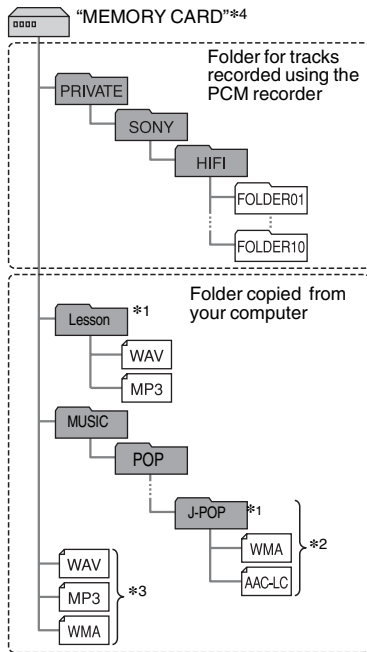 "MEMORY CARD"*4
Folder for tracks
recorded using the
PCM recorder
PRIVATE
SONY
HIFI
FOLDER01
FOLDER10
Folder copied from
your computer
Lesson *1
WAV
MP3
MUSIC
POP
J-POP *1
WMA
AAC-LC
*2
WAV
MP3
WMA
*3